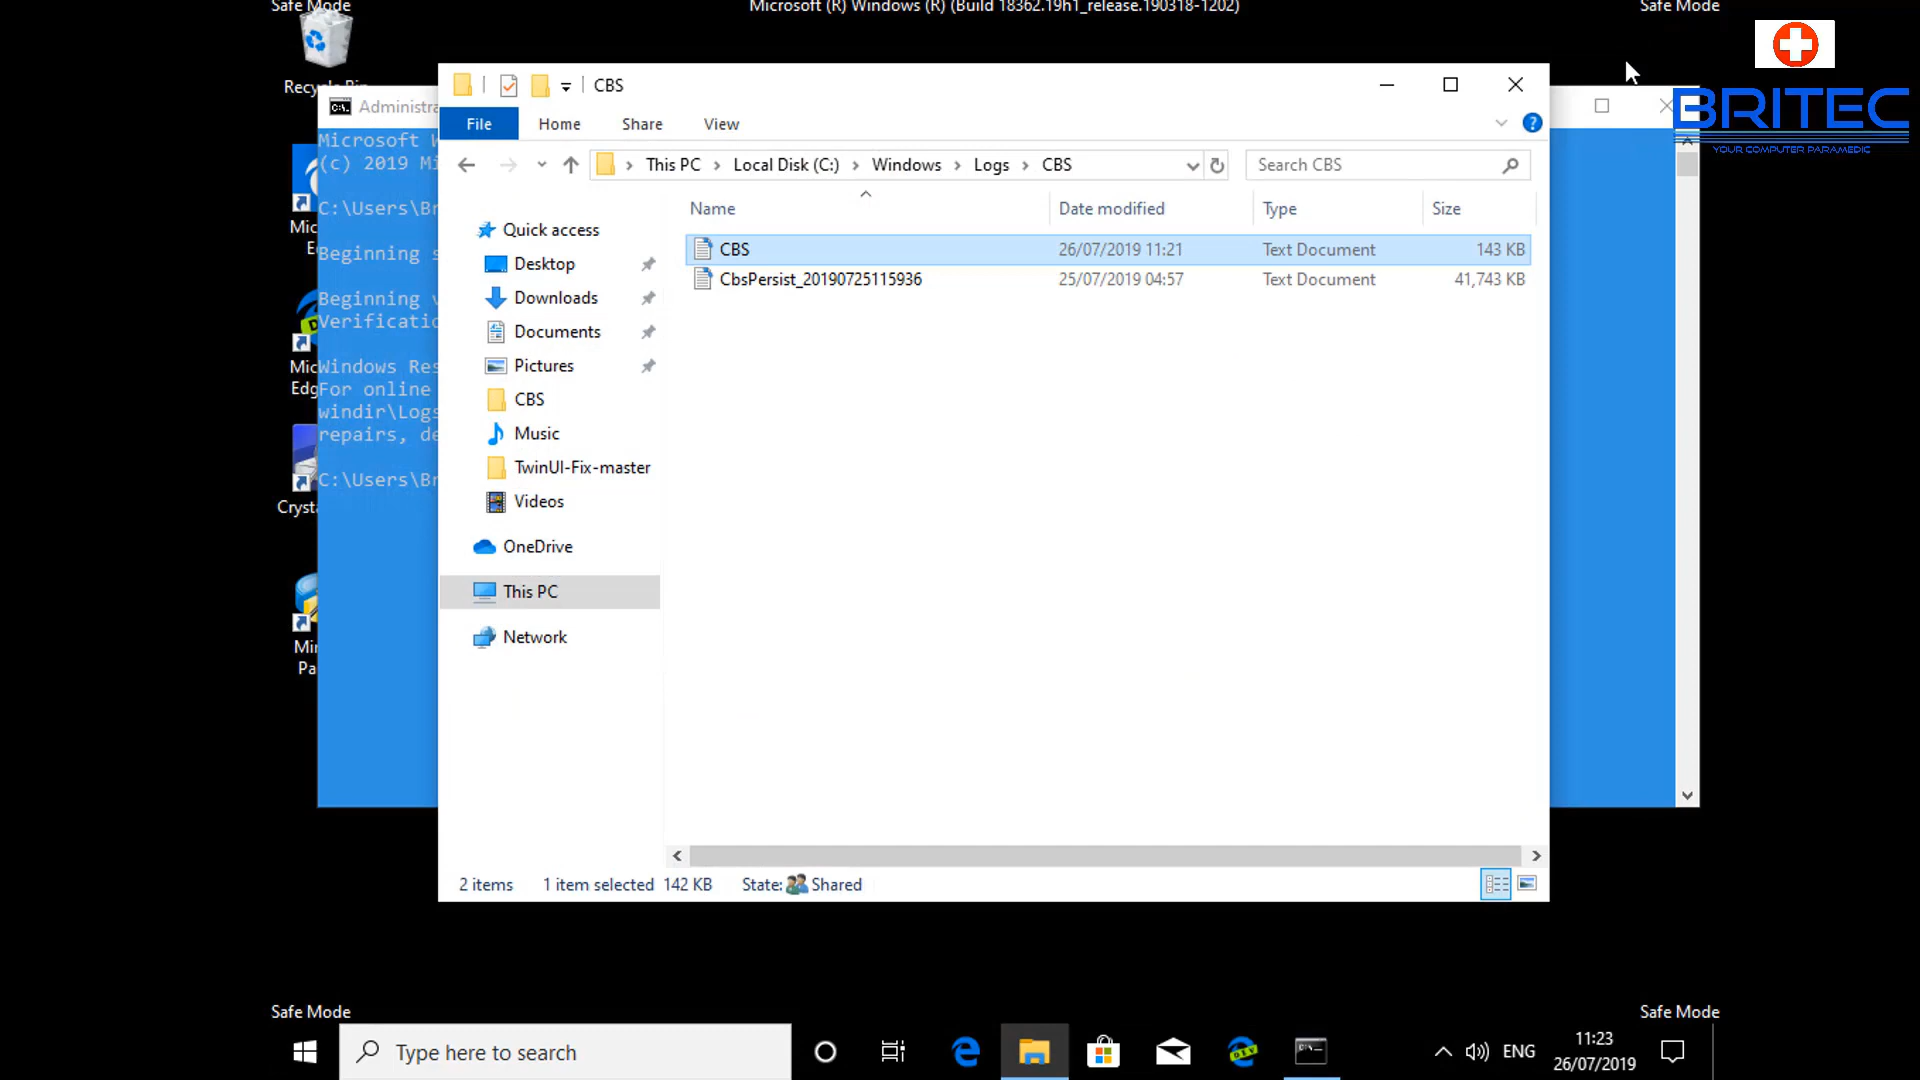 Safe Mode
Microsoft (R) Windows (R) (Build 18362.19h1_release.190318-1202)
Safe Mode
BRITEC
YOUR COMPUTER PARAMEDIC
CBS
File
Home
Share
View
This PC
Local Disk (C:)
Windows
Logs
CBS
Search CBS
Name
Date modified
Type
Size
CBS
26/07/2019 11:21
Text Document
143 KB
CbsPersist_20190725115936
25/07/2019 04:57
Text Document
41,743 KB
Quick access
Desktop
Downloads
Documents
Pictures
CBS
Music
TwinUI-Fix-master
Videos
OneDrive
This PC
Network
2 items
1 item selected 142 KB
State: Shared
Administra
Microsoft W
(c) 2019 Mi
C:\Users\Br
Beginning s
Beginning v
Verificatio
Windows Res
For online
windir\Logs
repairs, de
C:\Users\Br
Safe Mode
Safe Mode
Type here to search
ENG
11:23
26/07/2019